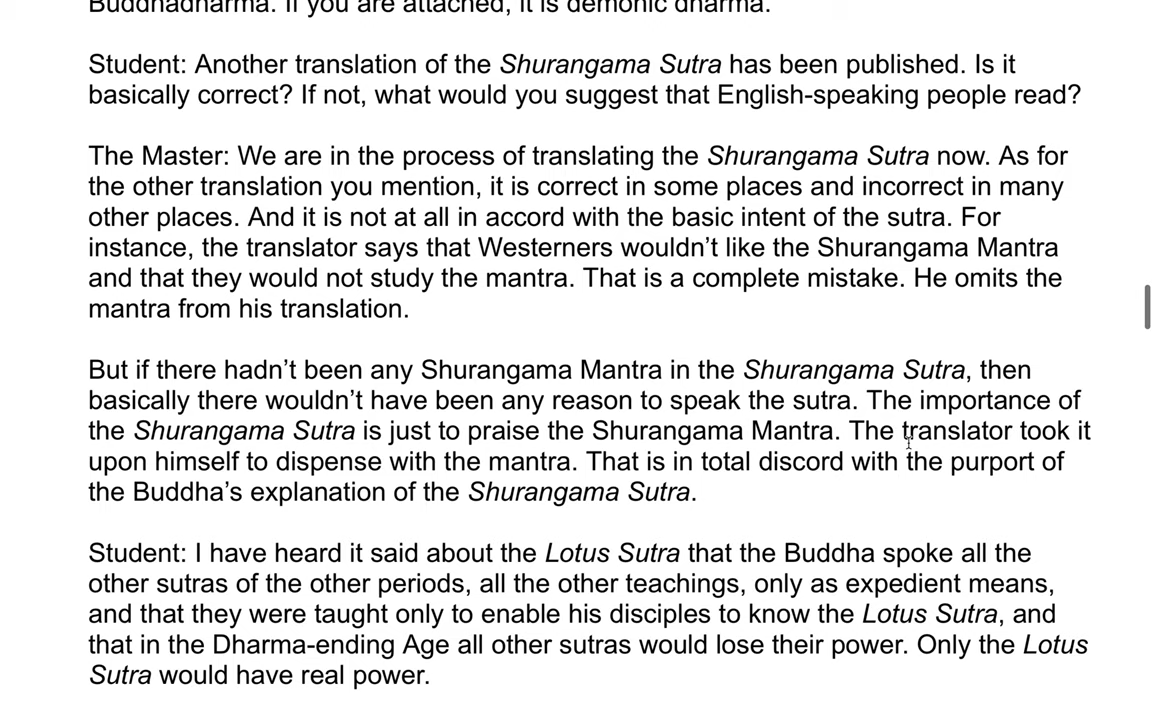 Buddhadharma. If you are attached, it is demonic dharma.
Student: Another translation of the Shurangama Sutra has been published. Is it
basically correct? If not, what would you suggest that English-speaking people read?
The Master: We are in the process of translating the Shurangama Sutra now. As for
the other translation you mention, it is correct in some places and incorrect in many
other places. And it is not at all in accord with the basic intent of the sutra. For
instance, the translator says that Westerners wouldn’t like the Shurangama Mantra
and that they would not study the mantra. That is a complete mistake. He omits the
mantra from his translation.
But if there hadn’t been any Shurangama Mantra in the Shurangama Sutra, then
basically there wouldn’t have been any reason to speak the sutra. The importance of
the Shurangama Sutra is just to praise the Shurangama Mantra. The translator took it
upon himself to dispense with the mantra. That is in total discord with the purport of
the Buddha’s explanation of the Shurangama Sutra.
Student: I have heard it said about the Lotus Sutra that the Buddha spoke all the
other sutras of the other periods, all the other teachings, only as expedient means,
and that they were taught only to enable his disciples to know the Lotus Sutra, and
that in the Dharma-ending Age all other sutras would lose their power. Only the Lotus
Sutra would have real power.